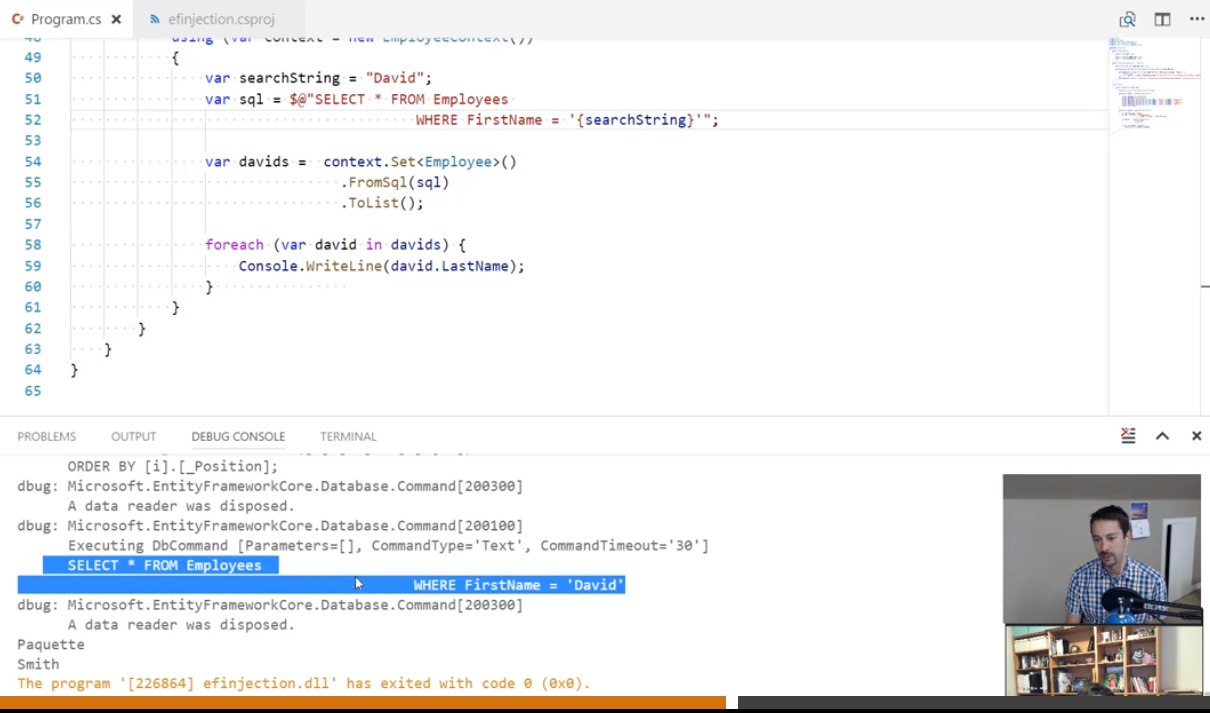 C# Program.cs ✕ efinjection.csproj ···
48 using (var context = new EmployeeContext())
49 {
50 var searchString = "David";
51 var sql = $@"SELECT * FROM Employees
52 WHERE FirstName = '{searchString}'";
53
54 var davids = context.Set<Employee>()
55 .FromSql(sql)
56 .ToList();
57
58 foreach (var david in davids) {
59 Console.WriteLine(david.LastName);
60 }
61 }
62 }
63 }
64 }
65
PROBLEMS OUTPUT DEBUG CONSOLE TERMINAL
ORDER BY [i].[_Position];
dbug: Microsoft.EntityFrameworkCore.Database.Command[200300]
A data reader was disposed.
dbug: Microsoft.EntityFrameworkCore.Database.Command[200100]
Executing DbCommand [Parameters=[], CommandType='Text', CommandTimeout='30']
SELECT * FROM Employees
WHERE FirstName = 'David'
dbug: Microsoft.EntityFrameworkCore.Database.Command[200300]
A data reader was disposed.
Paquette
Smith
The program '[226864] efinjection.dll' has exited with code 0 (0x0).